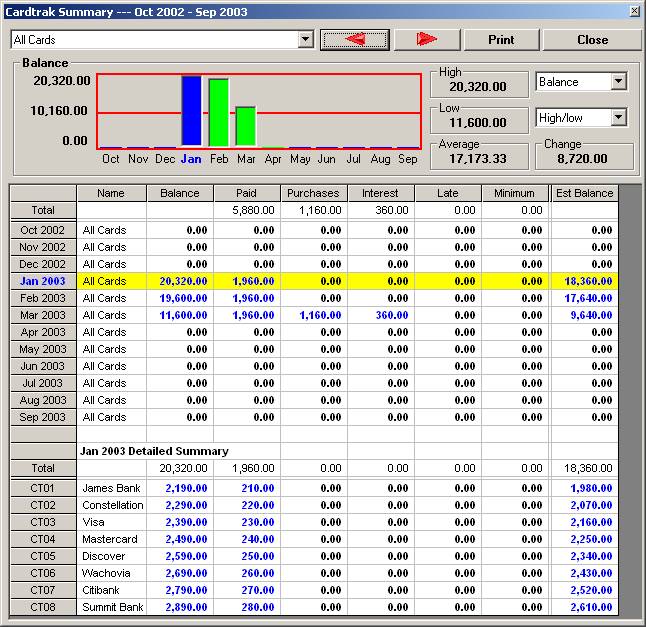 Cardtrak Summary --- Oct 2002 - Sep 2003
All Cards Print Close
Balance
20,320.00
10,160.00
0.00
Oct Nov Dec Jan Feb Mar Apr May Jun Jul Aug Sep
High
20,320.00
Balance
Low
11,600.00
High/low
Average
17,173.33
Change
8,720.00
Name Balance Paid Purchases Interest Late Minimum Est Balance
Total 5,880.00 1,160.00 360.00 0.00 0.00
Oct 2002 All Cards 0.00 0.00 0.00 0.00 0.00 0.00 0.00
Nov 2002 All Cards 0.00 0.00 0.00 0.00 0.00 0.00 0.00
Dec 2002 All Cards 0.00 0.00 0.00 0.00 0.00 0.00 0.00
Jan 2003 All Cards 20,320.00 1,960.00 0.00 0.00 0.00 0.00 18,360.00
Feb 2003 All Cards 19,600.00 1,960.00 0.00 0.00 0.00 0.00 17,640.00
Mar 2003 All Cards 11,600.00 1,960.00 1,160.00 360.00 0.00 0.00 9,640.00
Apr 2003 All Cards 0.00 0.00 0.00 0.00 0.00 0.00 0.00
May 2003 All Cards 0.00 0.00 0.00 0.00 0.00 0.00 0.00
Jun 2003 All Cards 0.00 0.00 0.00 0.00 0.00 0.00 0.00
Jul 2003 All Cards 0.00 0.00 0.00 0.00 0.00 0.00 0.00
Aug 2003 All Cards 0.00 0.00 0.00 0.00 0.00 0.00 0.00
Sep 2003 All Cards 0.00 0.00 0.00 0.00 0.00 0.00 0.00
Jan 2003 Detailed Summary
Total 20,320.00 1,960.00 0.00 0.00 0.00 0.00 18,360.00
CT01 James Bank 2,190.00 210.00 0.00 0.00 0.00 0.00 1,980.00
CT02 Constellation 2,290.00 220.00 0.00 0.00 0.00 0.00 2,070.00
CT03 Visa 2,390.00 230.00 0.00 0.00 0.00 0.00 2,160.00
CT04 Mastercard 2,490.00 240.00 0.00 0.00 0.00 0.00 2,250.00
CT05 Discover 2,590.00 250.00 0.00 0.00 0.00 0.00 2,340.00
CT06 Wachovia 2,690.00 260.00 0.00 0.00 0.00 0.00 2,430.00
CT07 Citibank 2,790.00 270.00 0.00 0.00 0.00 0.00 2,520.00
CT08 Summit Bank 2,890.00 280.00 0.00 0.00 0.00 0.00 2,610.00